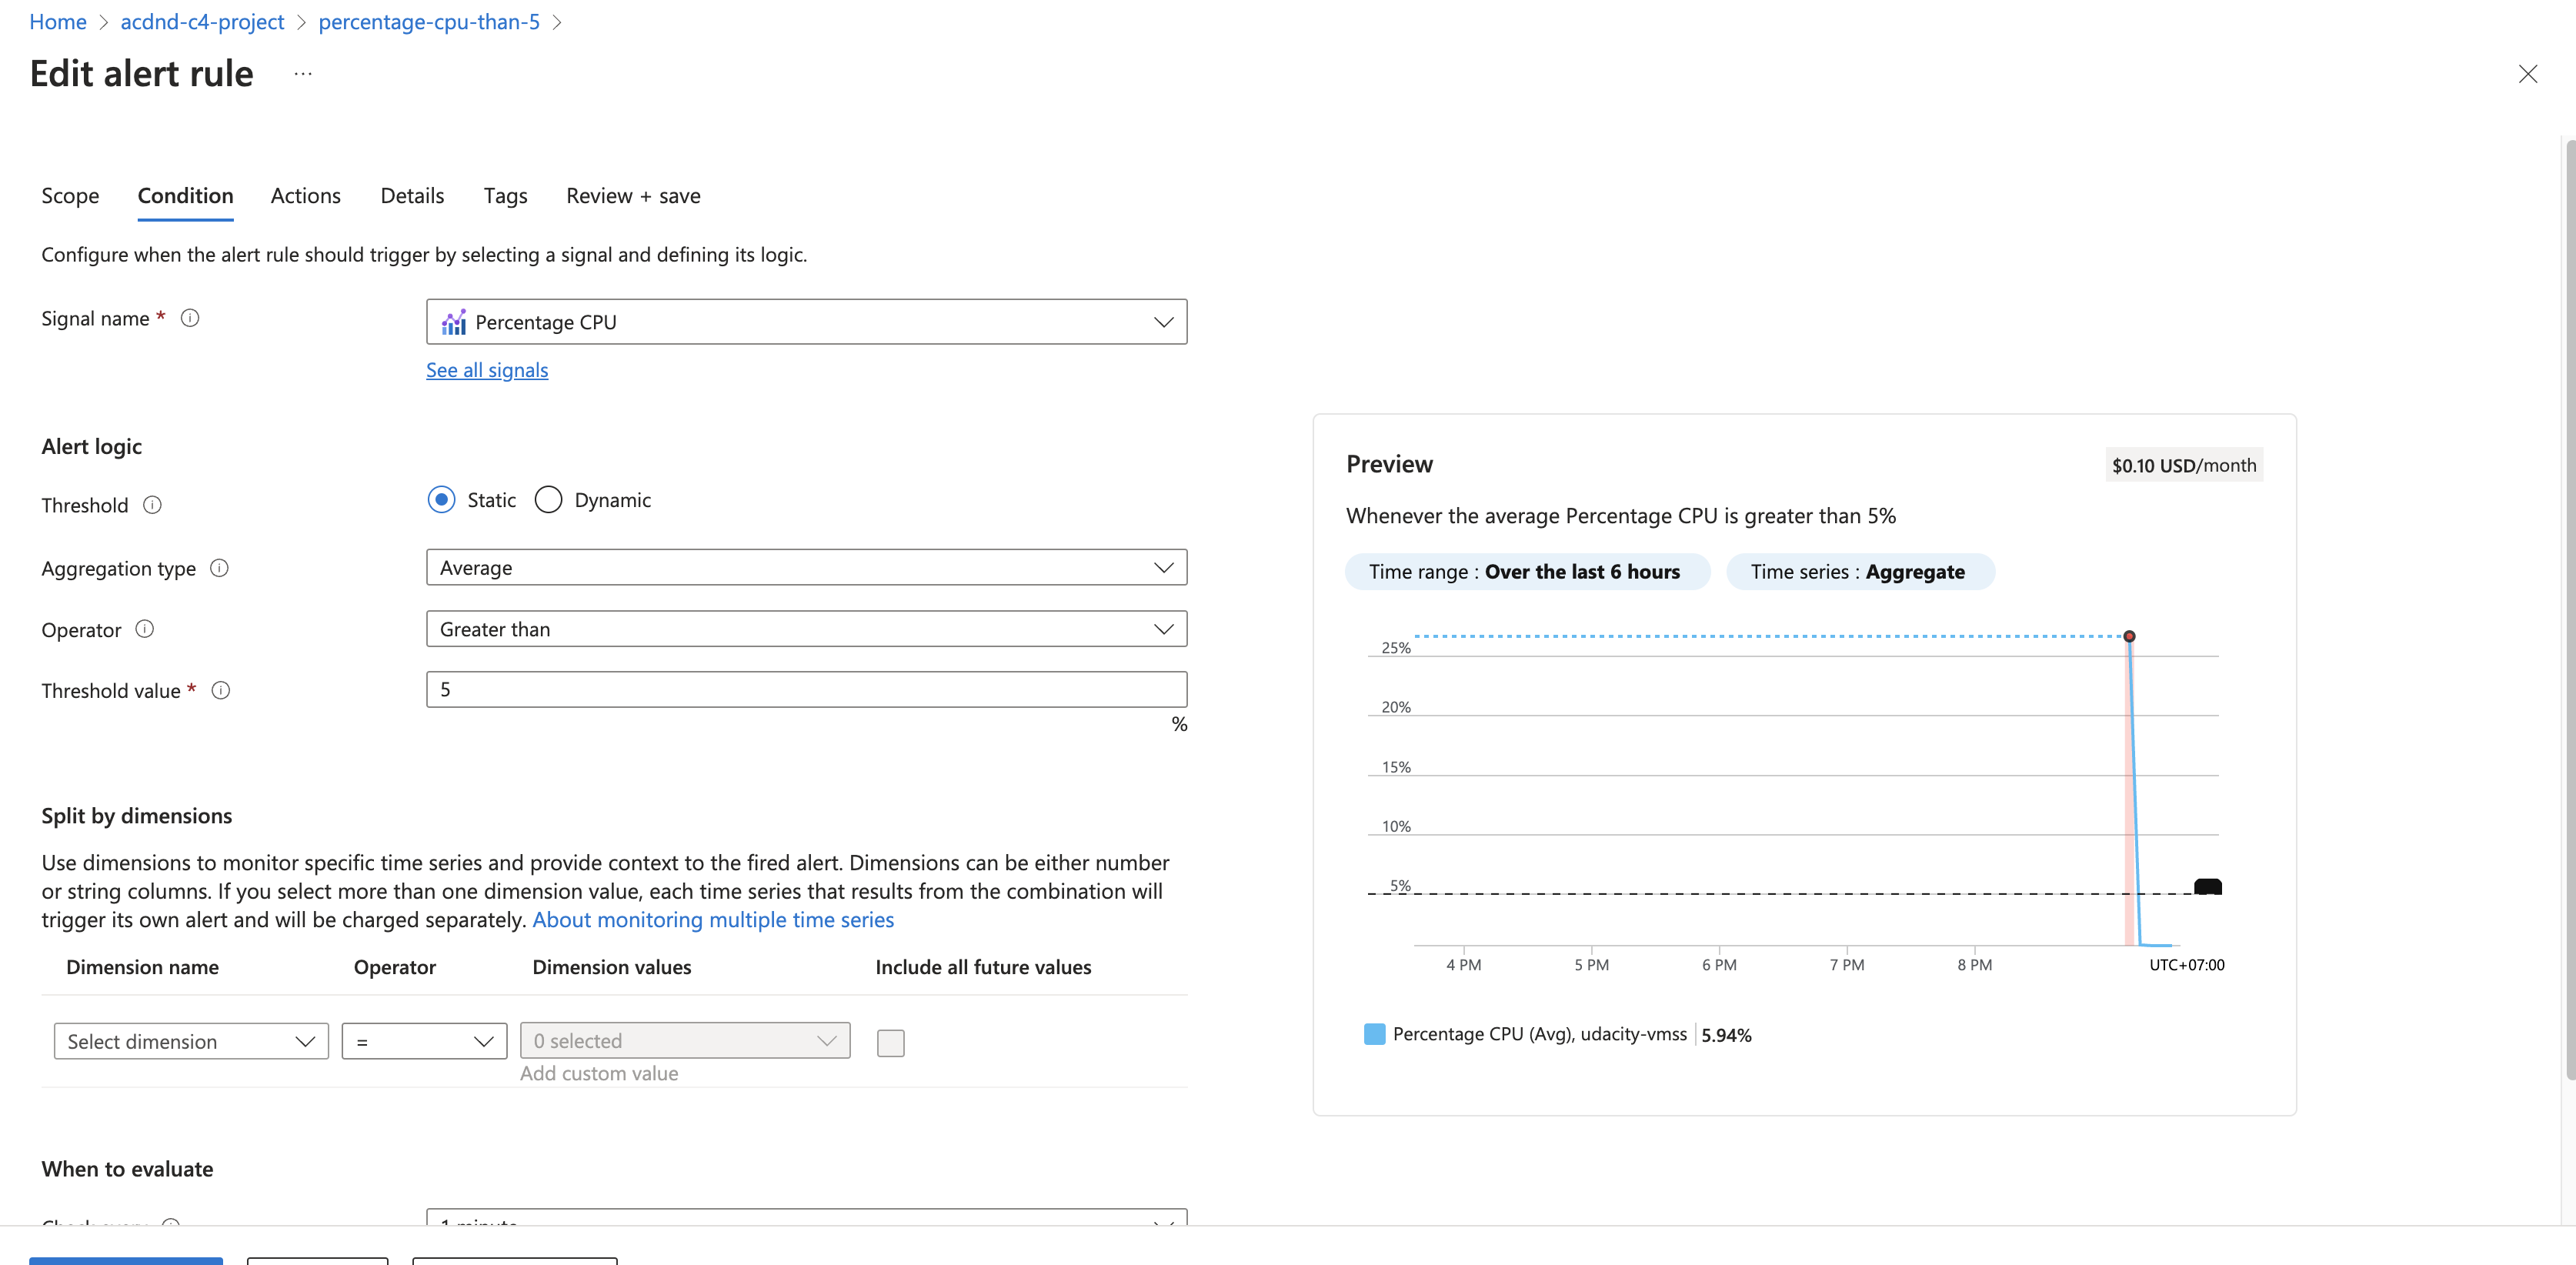 Home > acdnd-c4-project > percentage-cpu-than-5 >
Edit alert rule ...
Scope Condition Actions Details Tags Review + save
Configure when the alert rule should trigger by selecting a signal and defining its logic.
Signal name * Percentage CPU
See all signals
Alert logic
Threshold Static Dynamic
Aggregation type Average
Operator Greater than
Threshold value * 5
%
Split by dimensions
Use dimensions to monitor specific time series and provide context to the fired alert. Dimensions can be either number
or string columns. If you select more than one dimension value, each time series that results from the combination will
trigger its own alert and will be charged separately. About monitoring multiple time series
Dimension name Operator Dimension values Include all future values
Select dimension = 0 selected
Add custom value
When to evaluate
Preview $0.10 USD/month
Whenever the average Percentage CPU is greater than 5%
Time range : Over the last 6 hours Time series : Aggregate
25%
20%
15%
10%
5%
4 PM 5 PM 6 PM 7 PM 8 PM UTC+07:00
Percentage CPU (Avg), udacity-vmss 5.94%